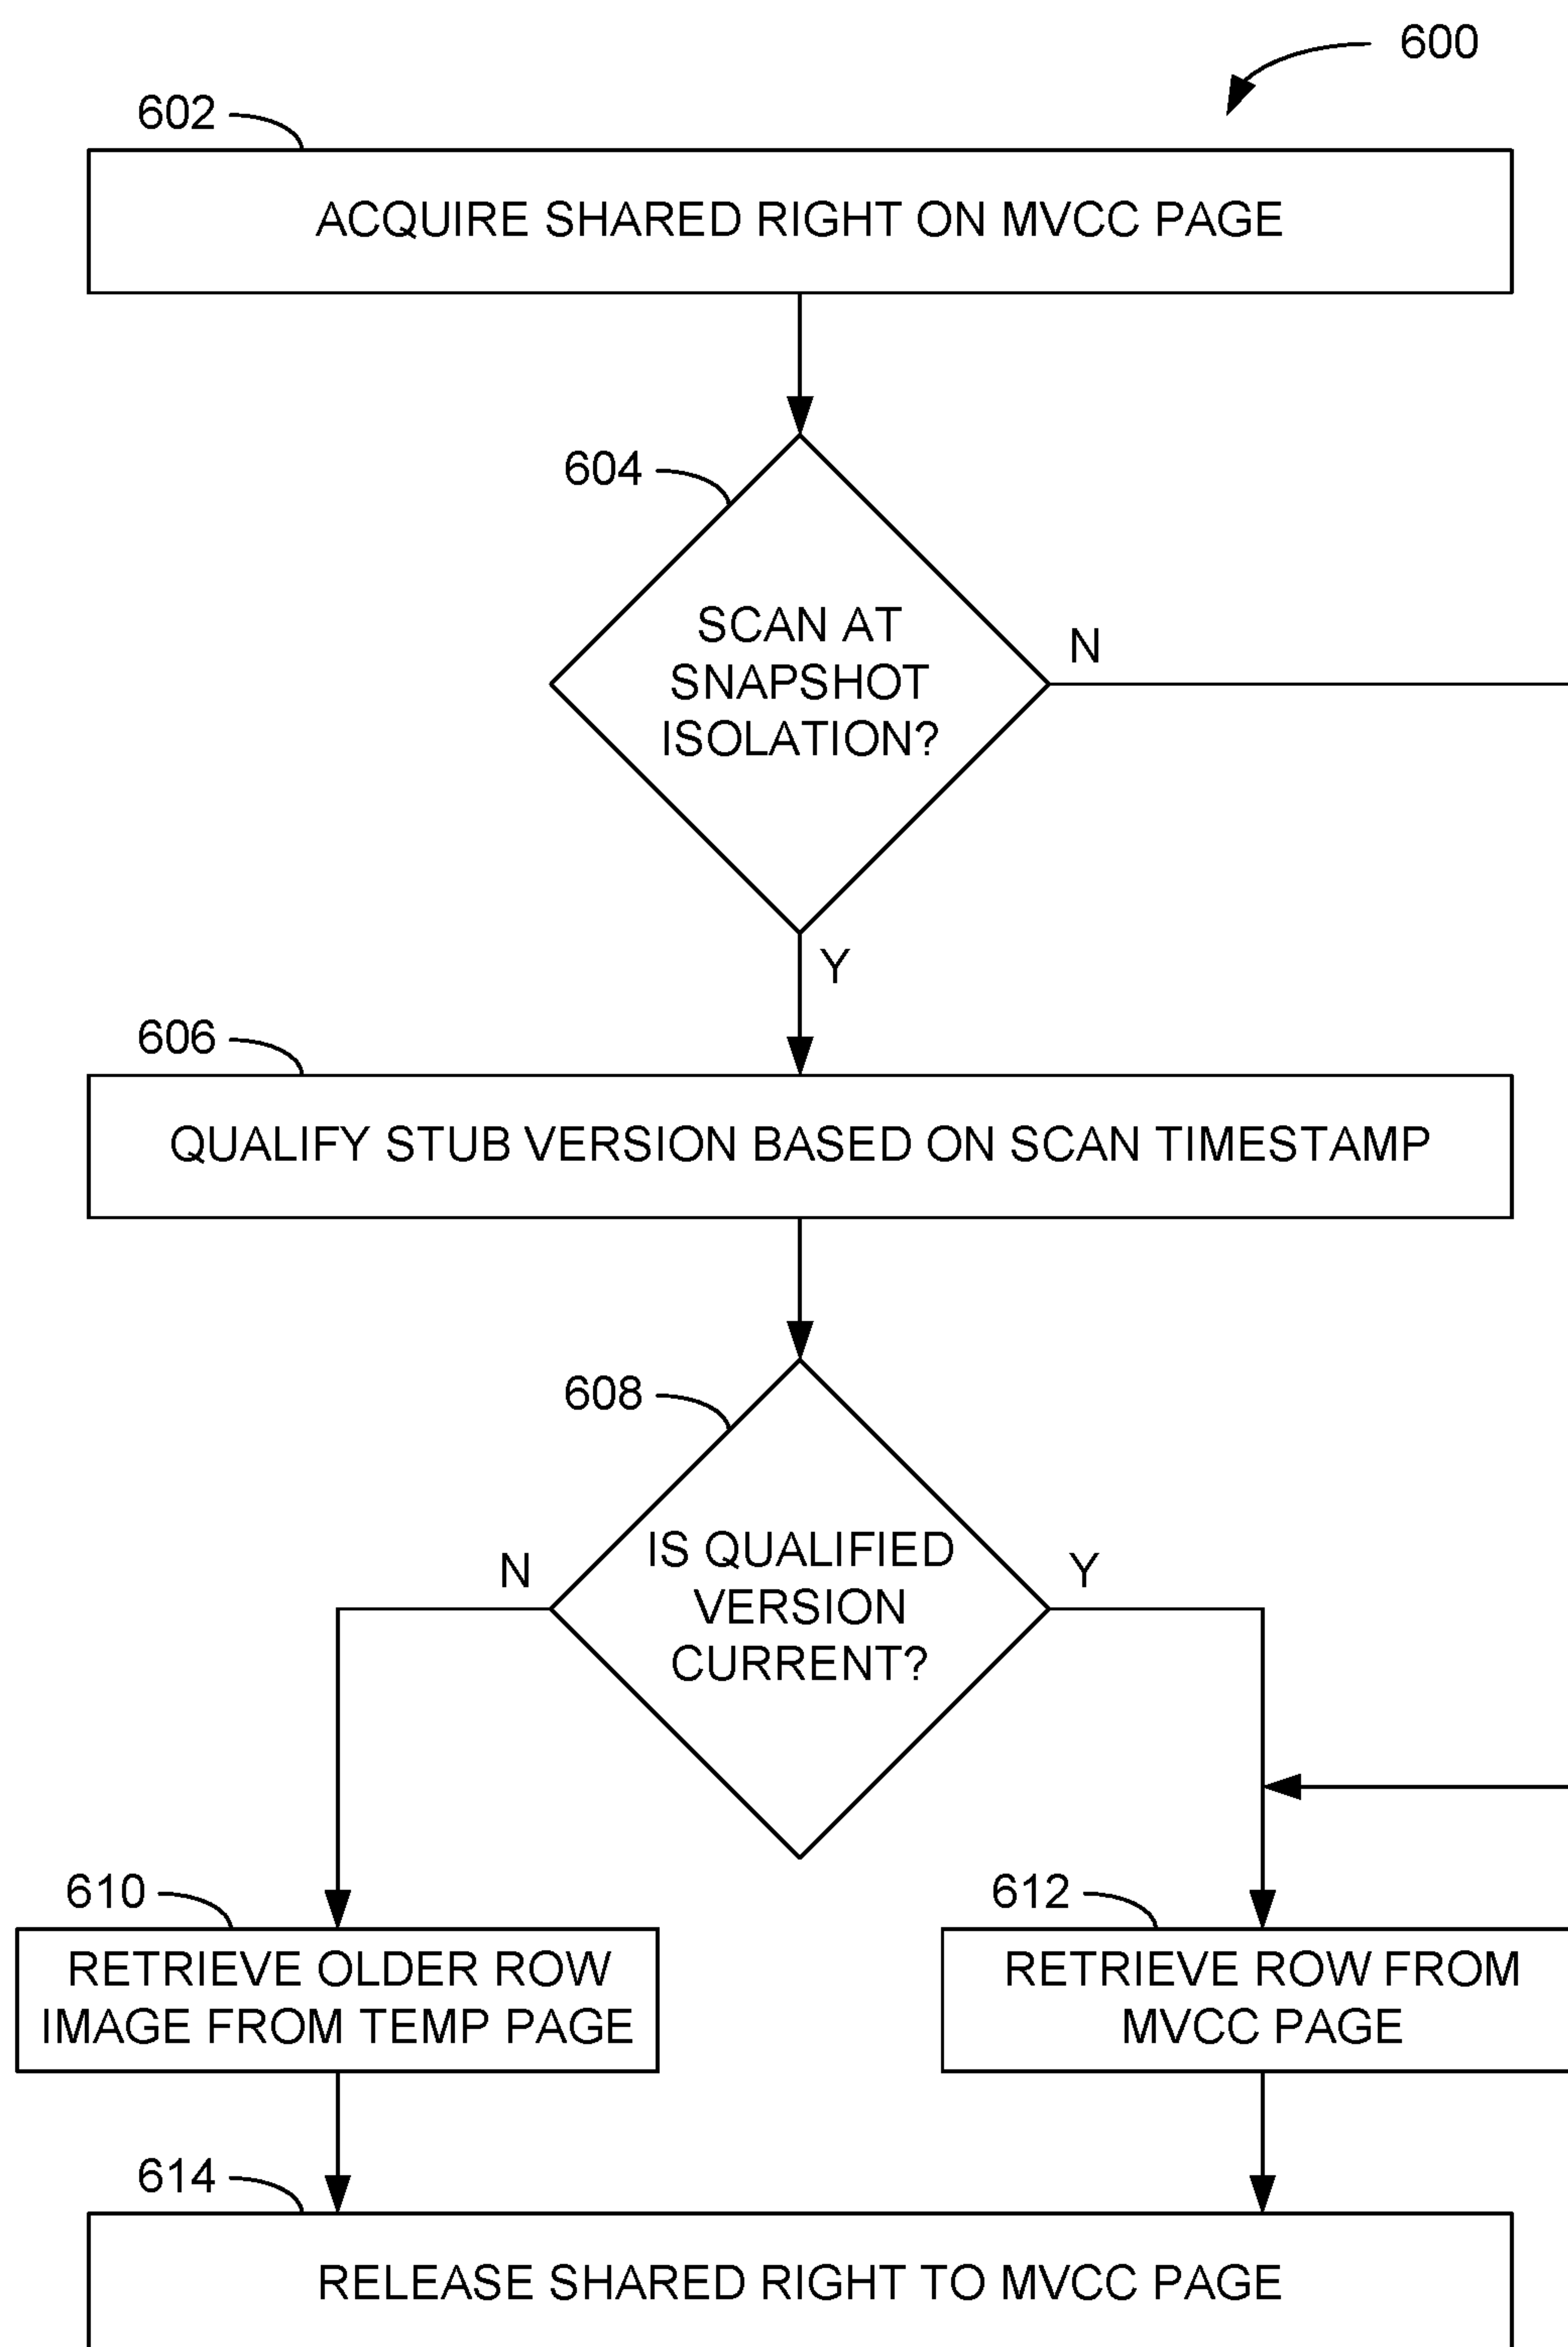 600
602
ACQUIRE SHARED RIGHT ON MVCC PAGE
604
SCAN AT
SNAPSHOT
ISOLATION?
N
Y
606
QUALIFY STUB VERSION BASED ON SCAN TIMESTAMP
608
IS QUALIFIED
VERSION
CURRENT?
N
Y
610
RETRIEVE OLDER ROW
IMAGE FROM TEMP PAGE
612
RETRIEVE ROW FROM
MVCC PAGE
614
RELEASE SHARED RIGHT TO MVCC PAGE